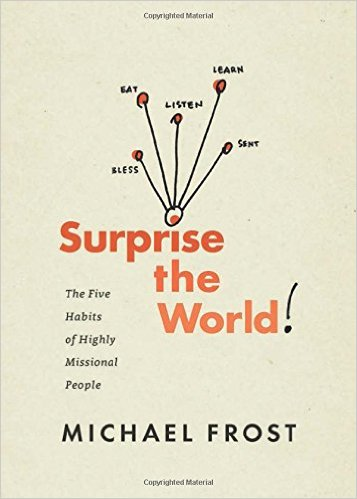 Copyrighted Material
LEARN
EAT
LISTEN
SENT
BLESS
Surprise
the
World!
The Five
Habits
of Highly
Missional
People
MICHAEL FROST
Copyrighted Material